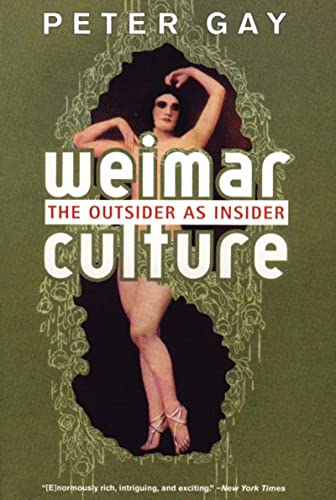 PETER GAY
weimar
THE OUTSIDER AS INSIDER
culture
"[E]normously rich, intriguing, and exciting." –New York Times